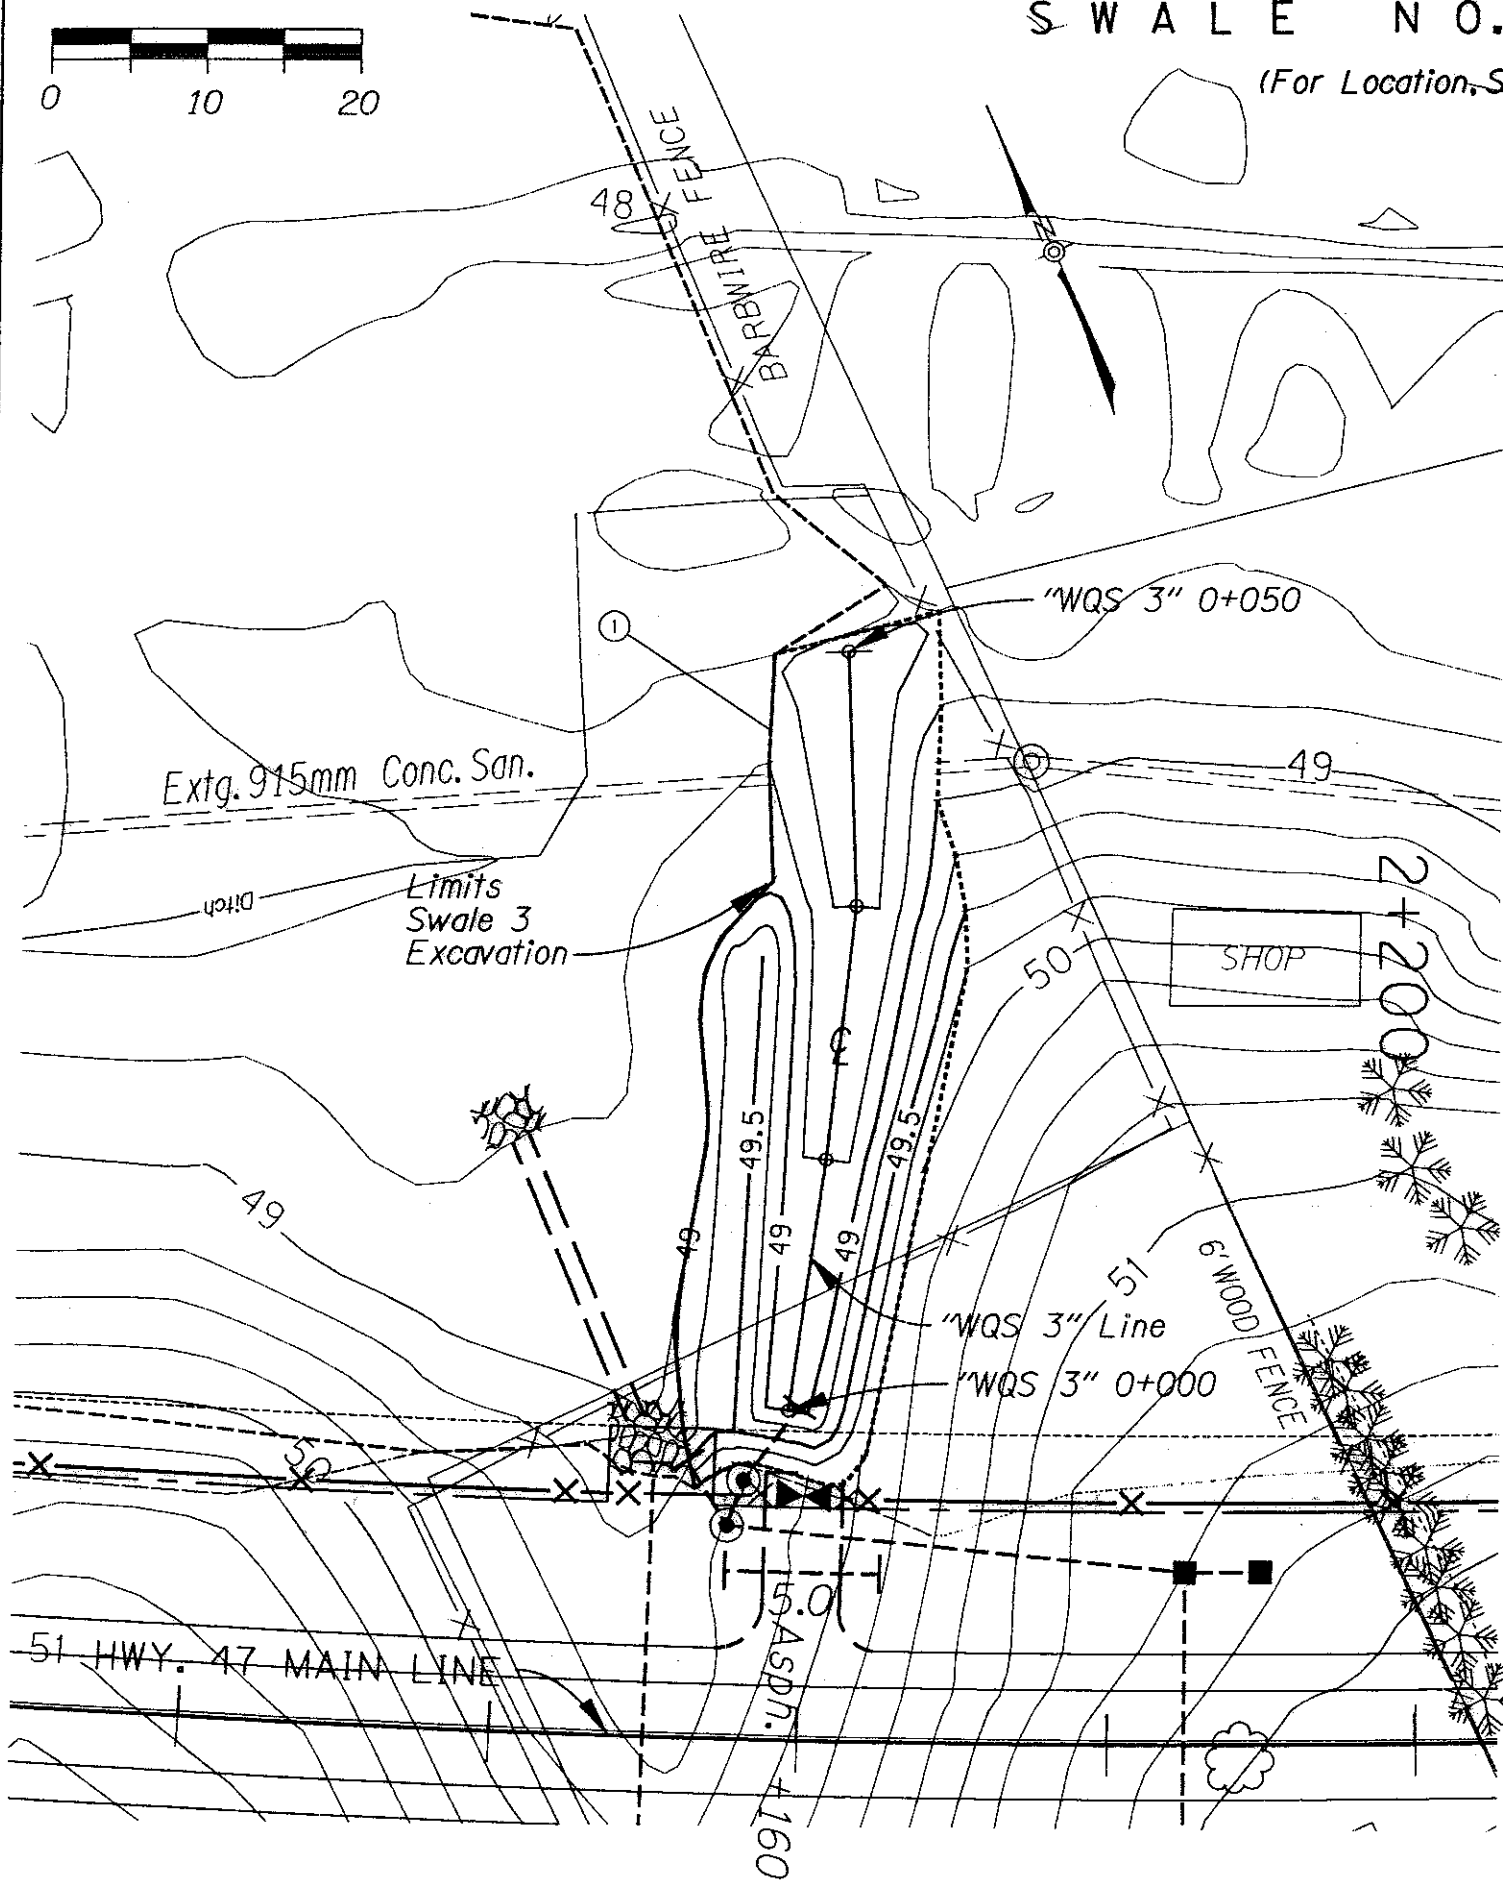 SWALE NO.
0 10 20
(For Location, S
N
48
BARBWIRE FENCE
"WQS 3" 0+050
1
Extg. 915mm Conc. San.
49
Ditch
Limits
Swale 3
Excavation
50
SHOP
2+200
3
49.5
49.5
49
49
49
49
51
6' WOOD FENCE
"WQS 3" Line
"WQS 3" 0+000
50
5.0 Asph.
51 HWY. 47 MAIN LINE
+160